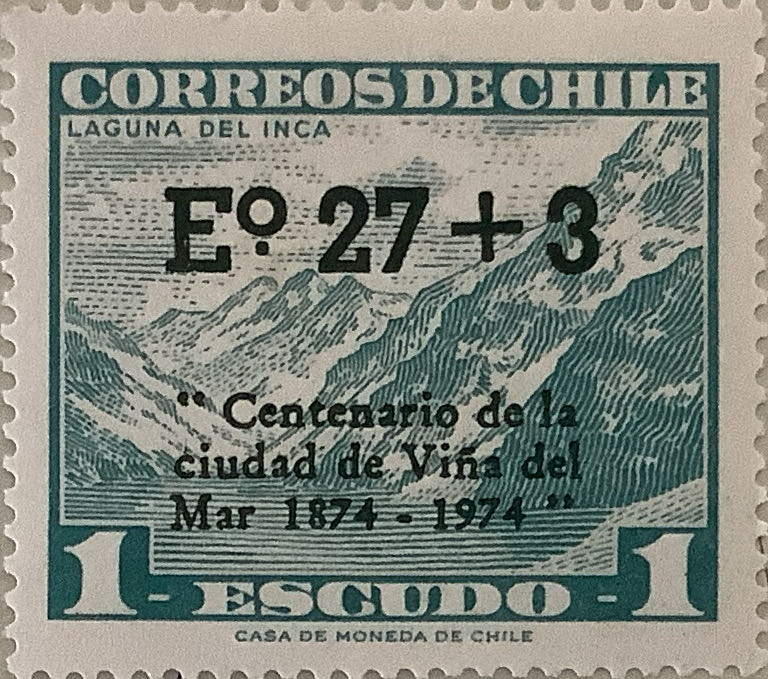 CORREOS DE CHILE
LAGUNA DEL INCA
Eº 27 + 3
“ Centenario de la
ciudad de Viña del
Mar 1874 - 1974 ”
1 - ESCUDO - 1
CASA DE MONEDA DE CHILE